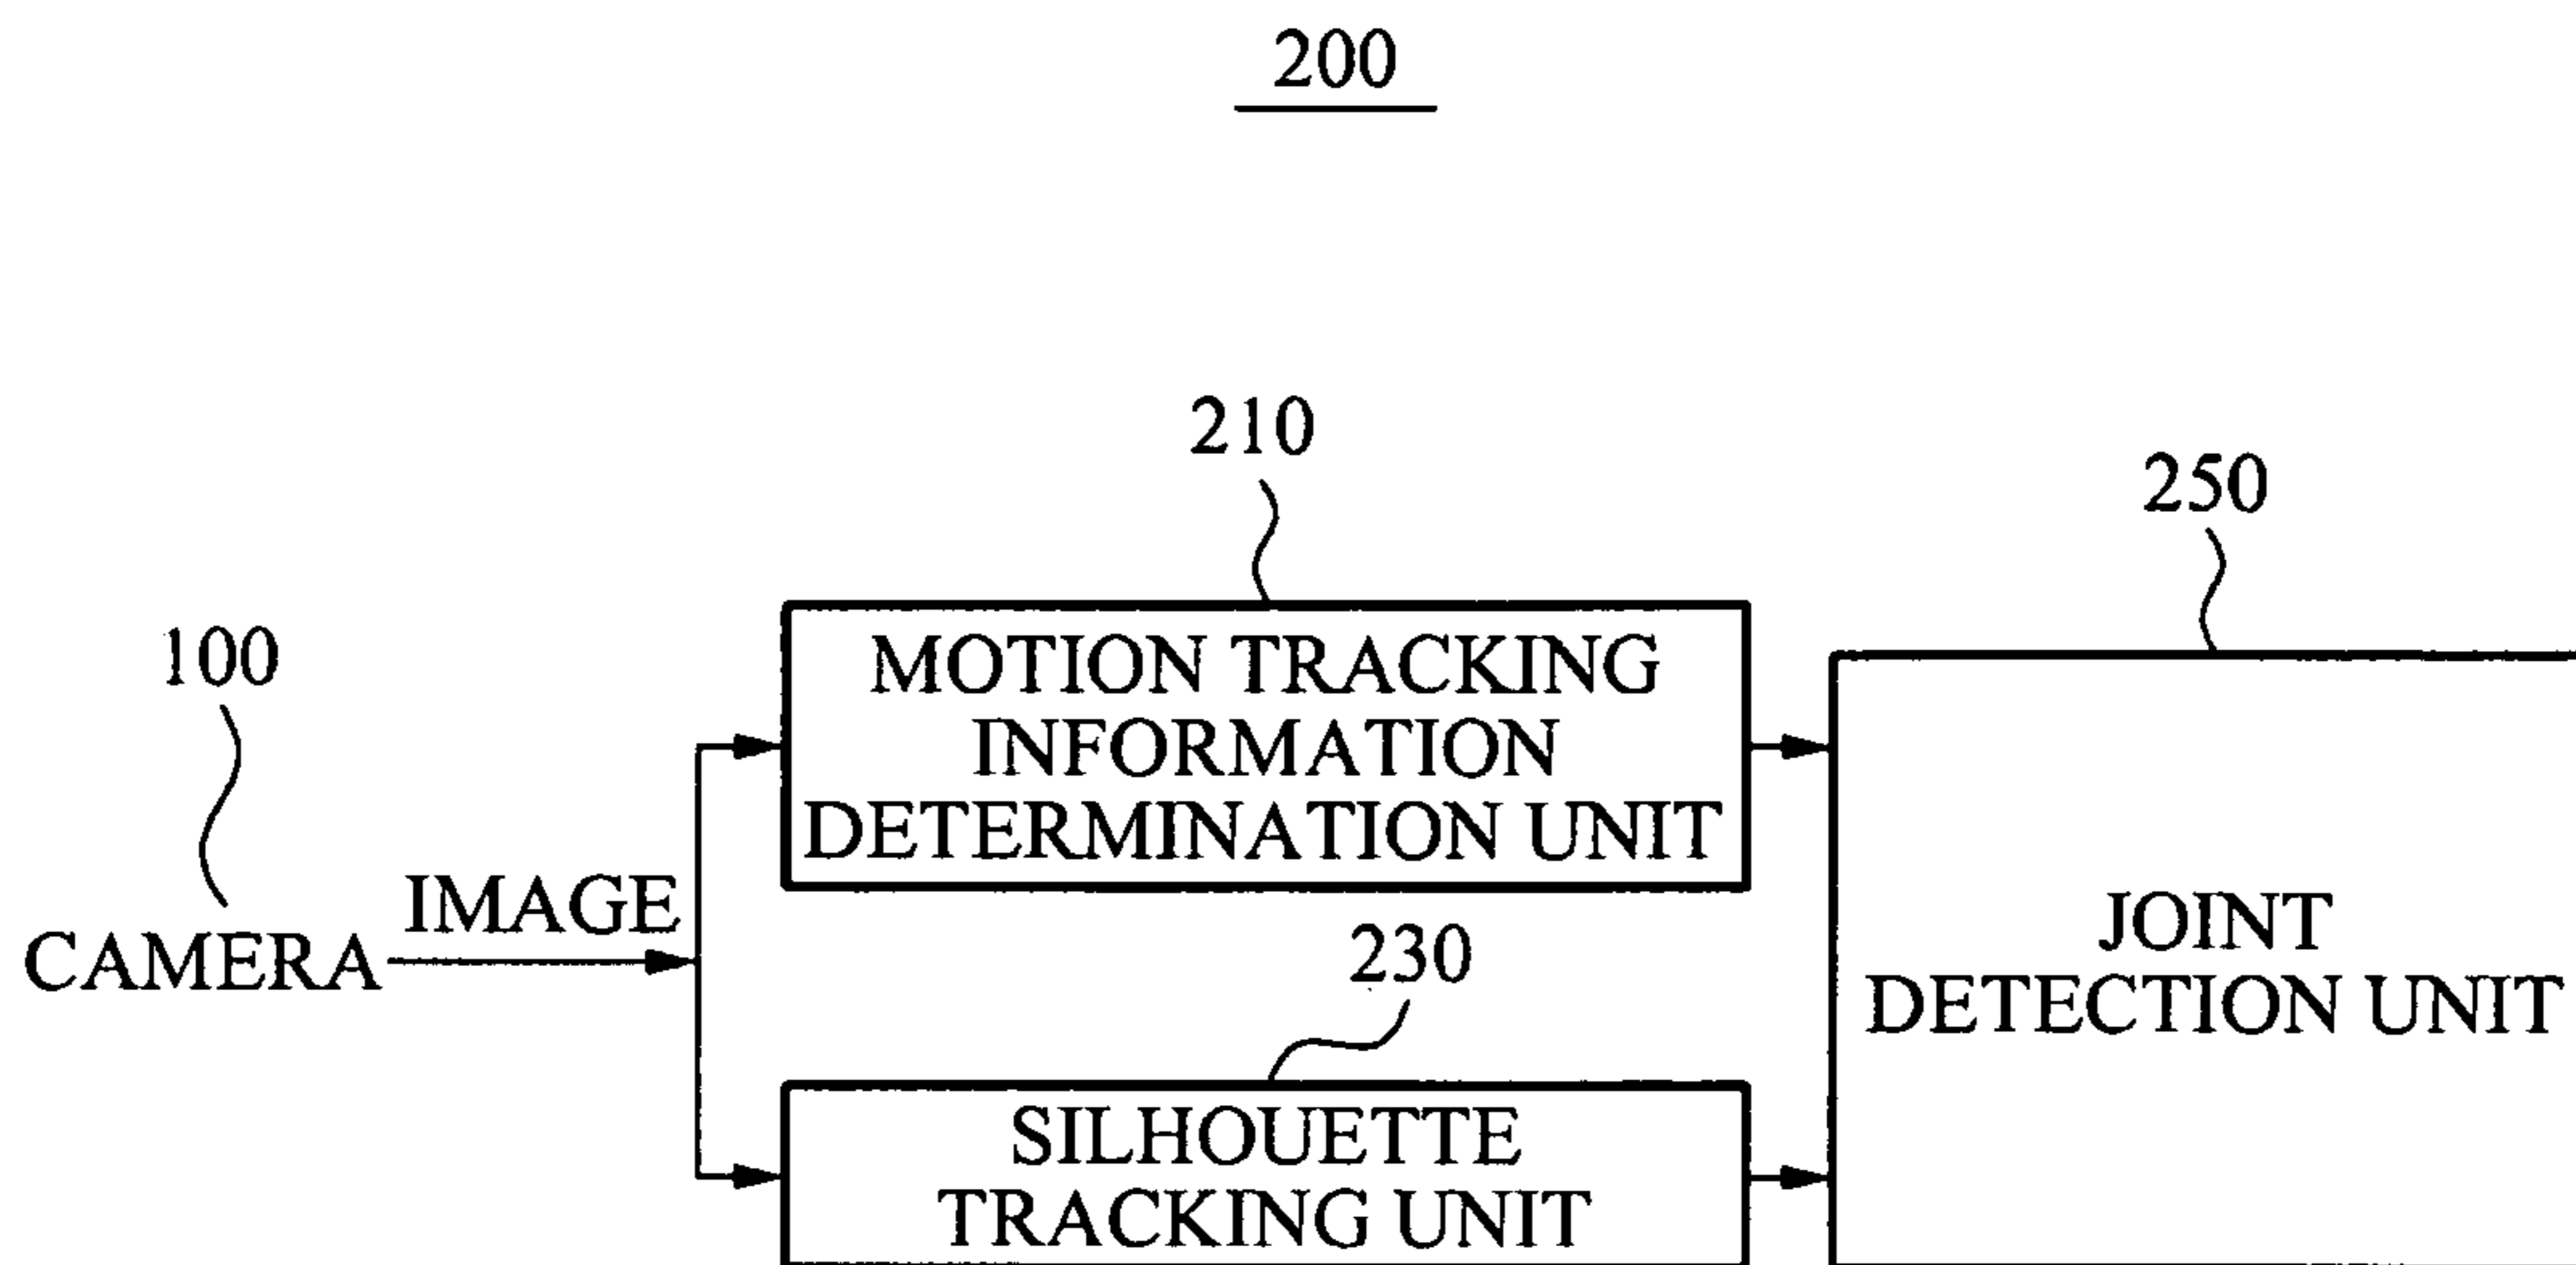 200
210
250
100
MOTION TRACKING
INFORMATION
DETERMINATION UNIT
IMAGE
CAMERA
230
JOINT
DETECTION UNIT
SILHOUETTE
TRACKING UNIT